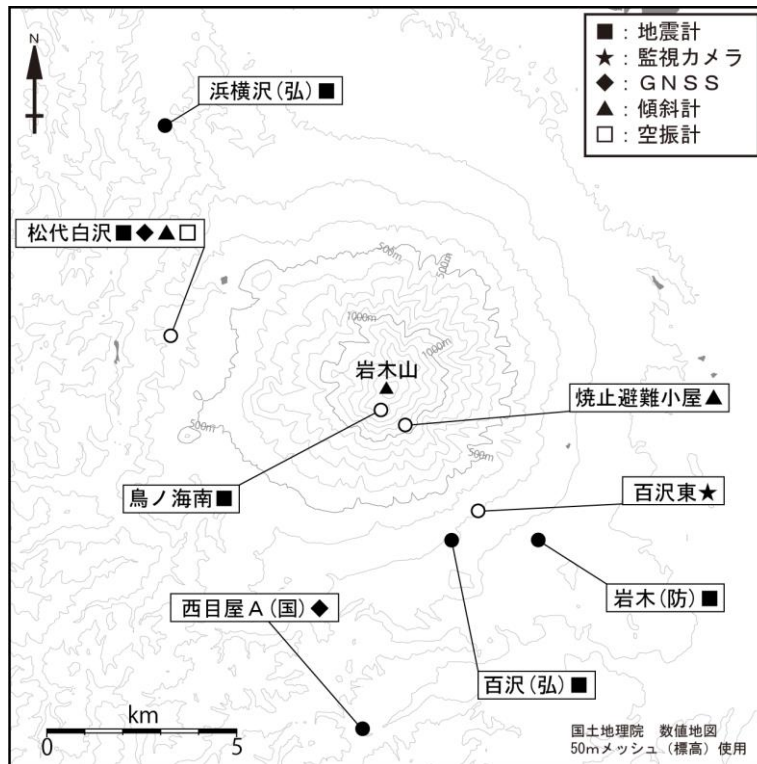 N
■：地震計
★：監視カメラ
◆：GNSS
▲：傾斜計
□：空振計
浜横沢(弘)■
松代白沢■◆▲□
500m
500m
1000m
1000m
岩木山
焼止避難小屋▲
500m
500m
鳥ノ海南■
百沢東★
西目屋A(国)◆
岩木(防)■
百沢(弘)■
km
0 5
国土地理院 数値地図
50mメッシュ(標高)使用